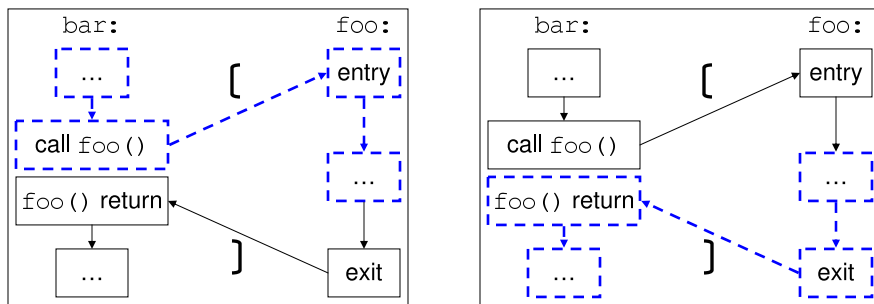 bar: foo:
... entry
[
call foo()
...
foo() return
]
... exit
bar: foo:
... entry
[
call foo()
...
foo() return
]
... exit